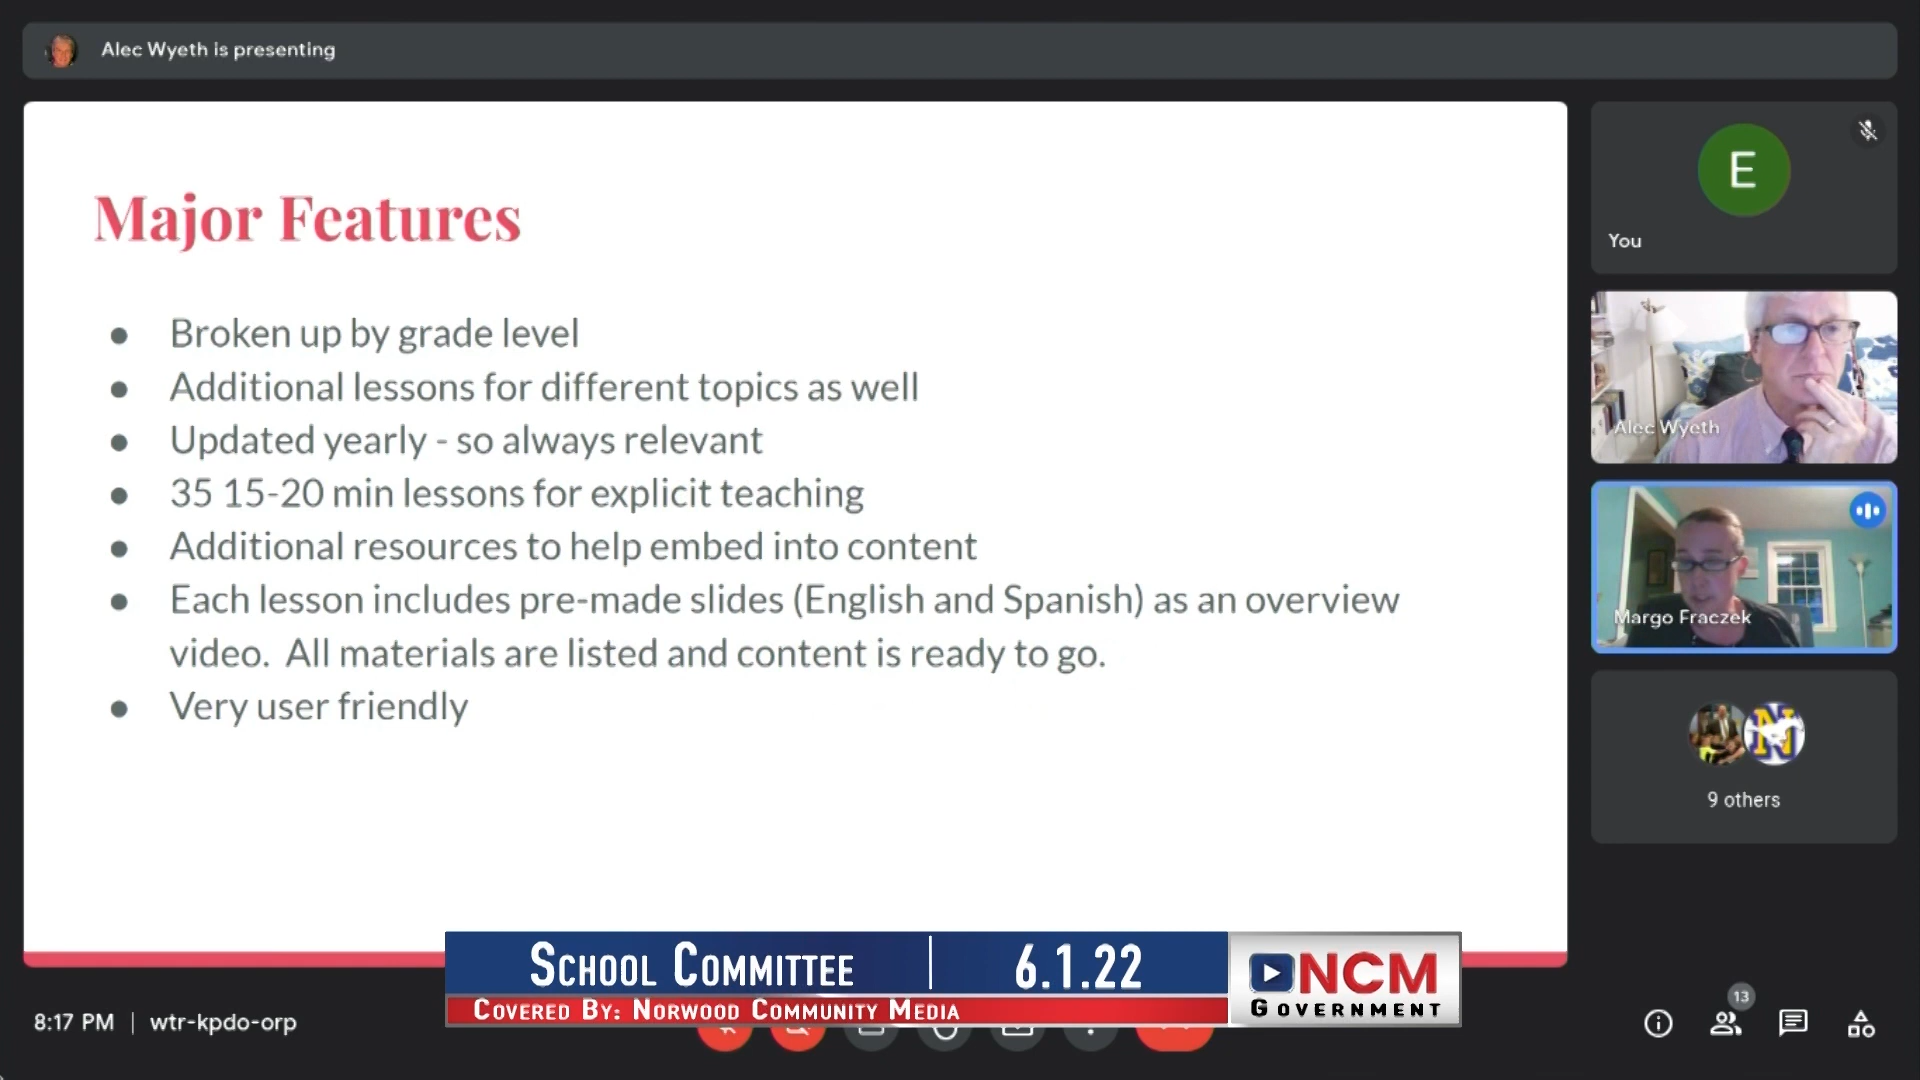 Alec Wyeth is presenting
Major Features
● Broken up by grade level
● Additional lessons for different topics as well
● Updated yearly - so always relevant
● 35 15-20 min lessons for explicit teaching
● Additional resources to help embed into content
● Each lesson includes pre-made slides (English and Spanish) as an overview
video. All materials are listed and content is ready to go.
● Very user friendly
E
You
Alec Wyeth
Margo Fraczek
N
9 others
School Committee | 6.1.22
Covered By: Norwood Community Media
NCM
Government
8:17 PM | wtr-kpdo-orp
13